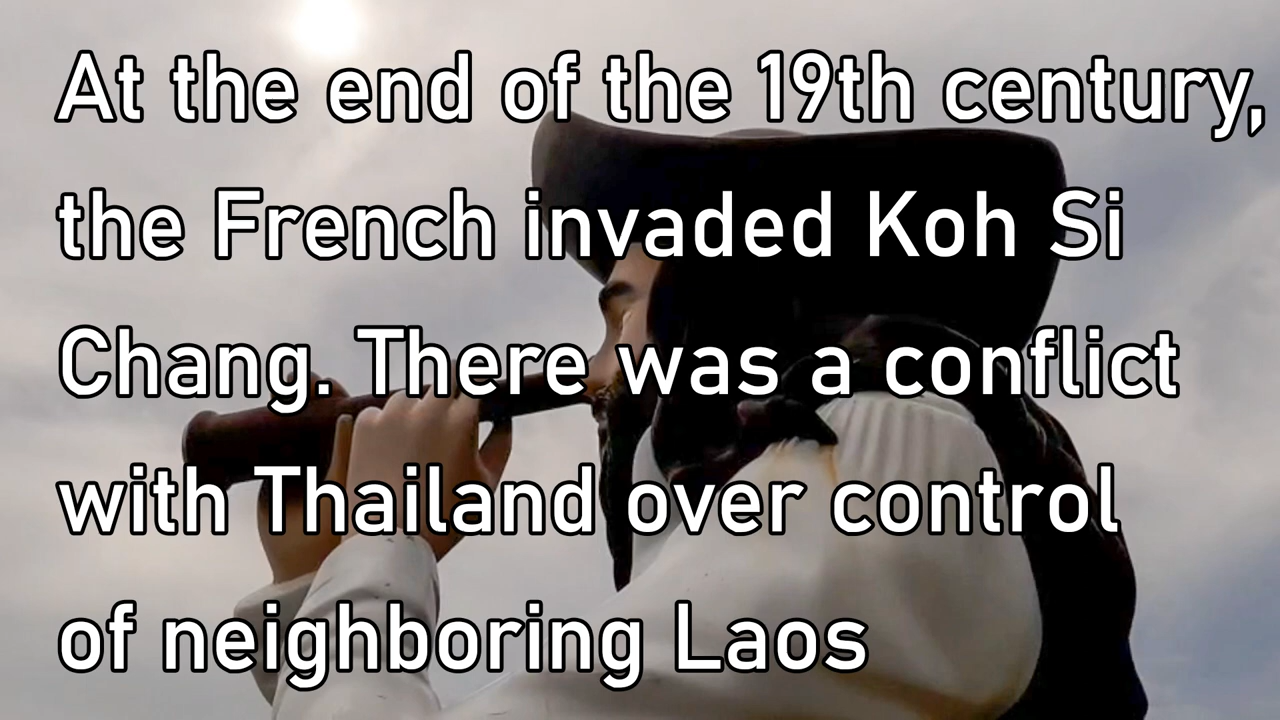 At the end of the 19th century,
the French invaded Koh Si
Chang. There was a conflict
with Thailand over control
of neighboring Laos